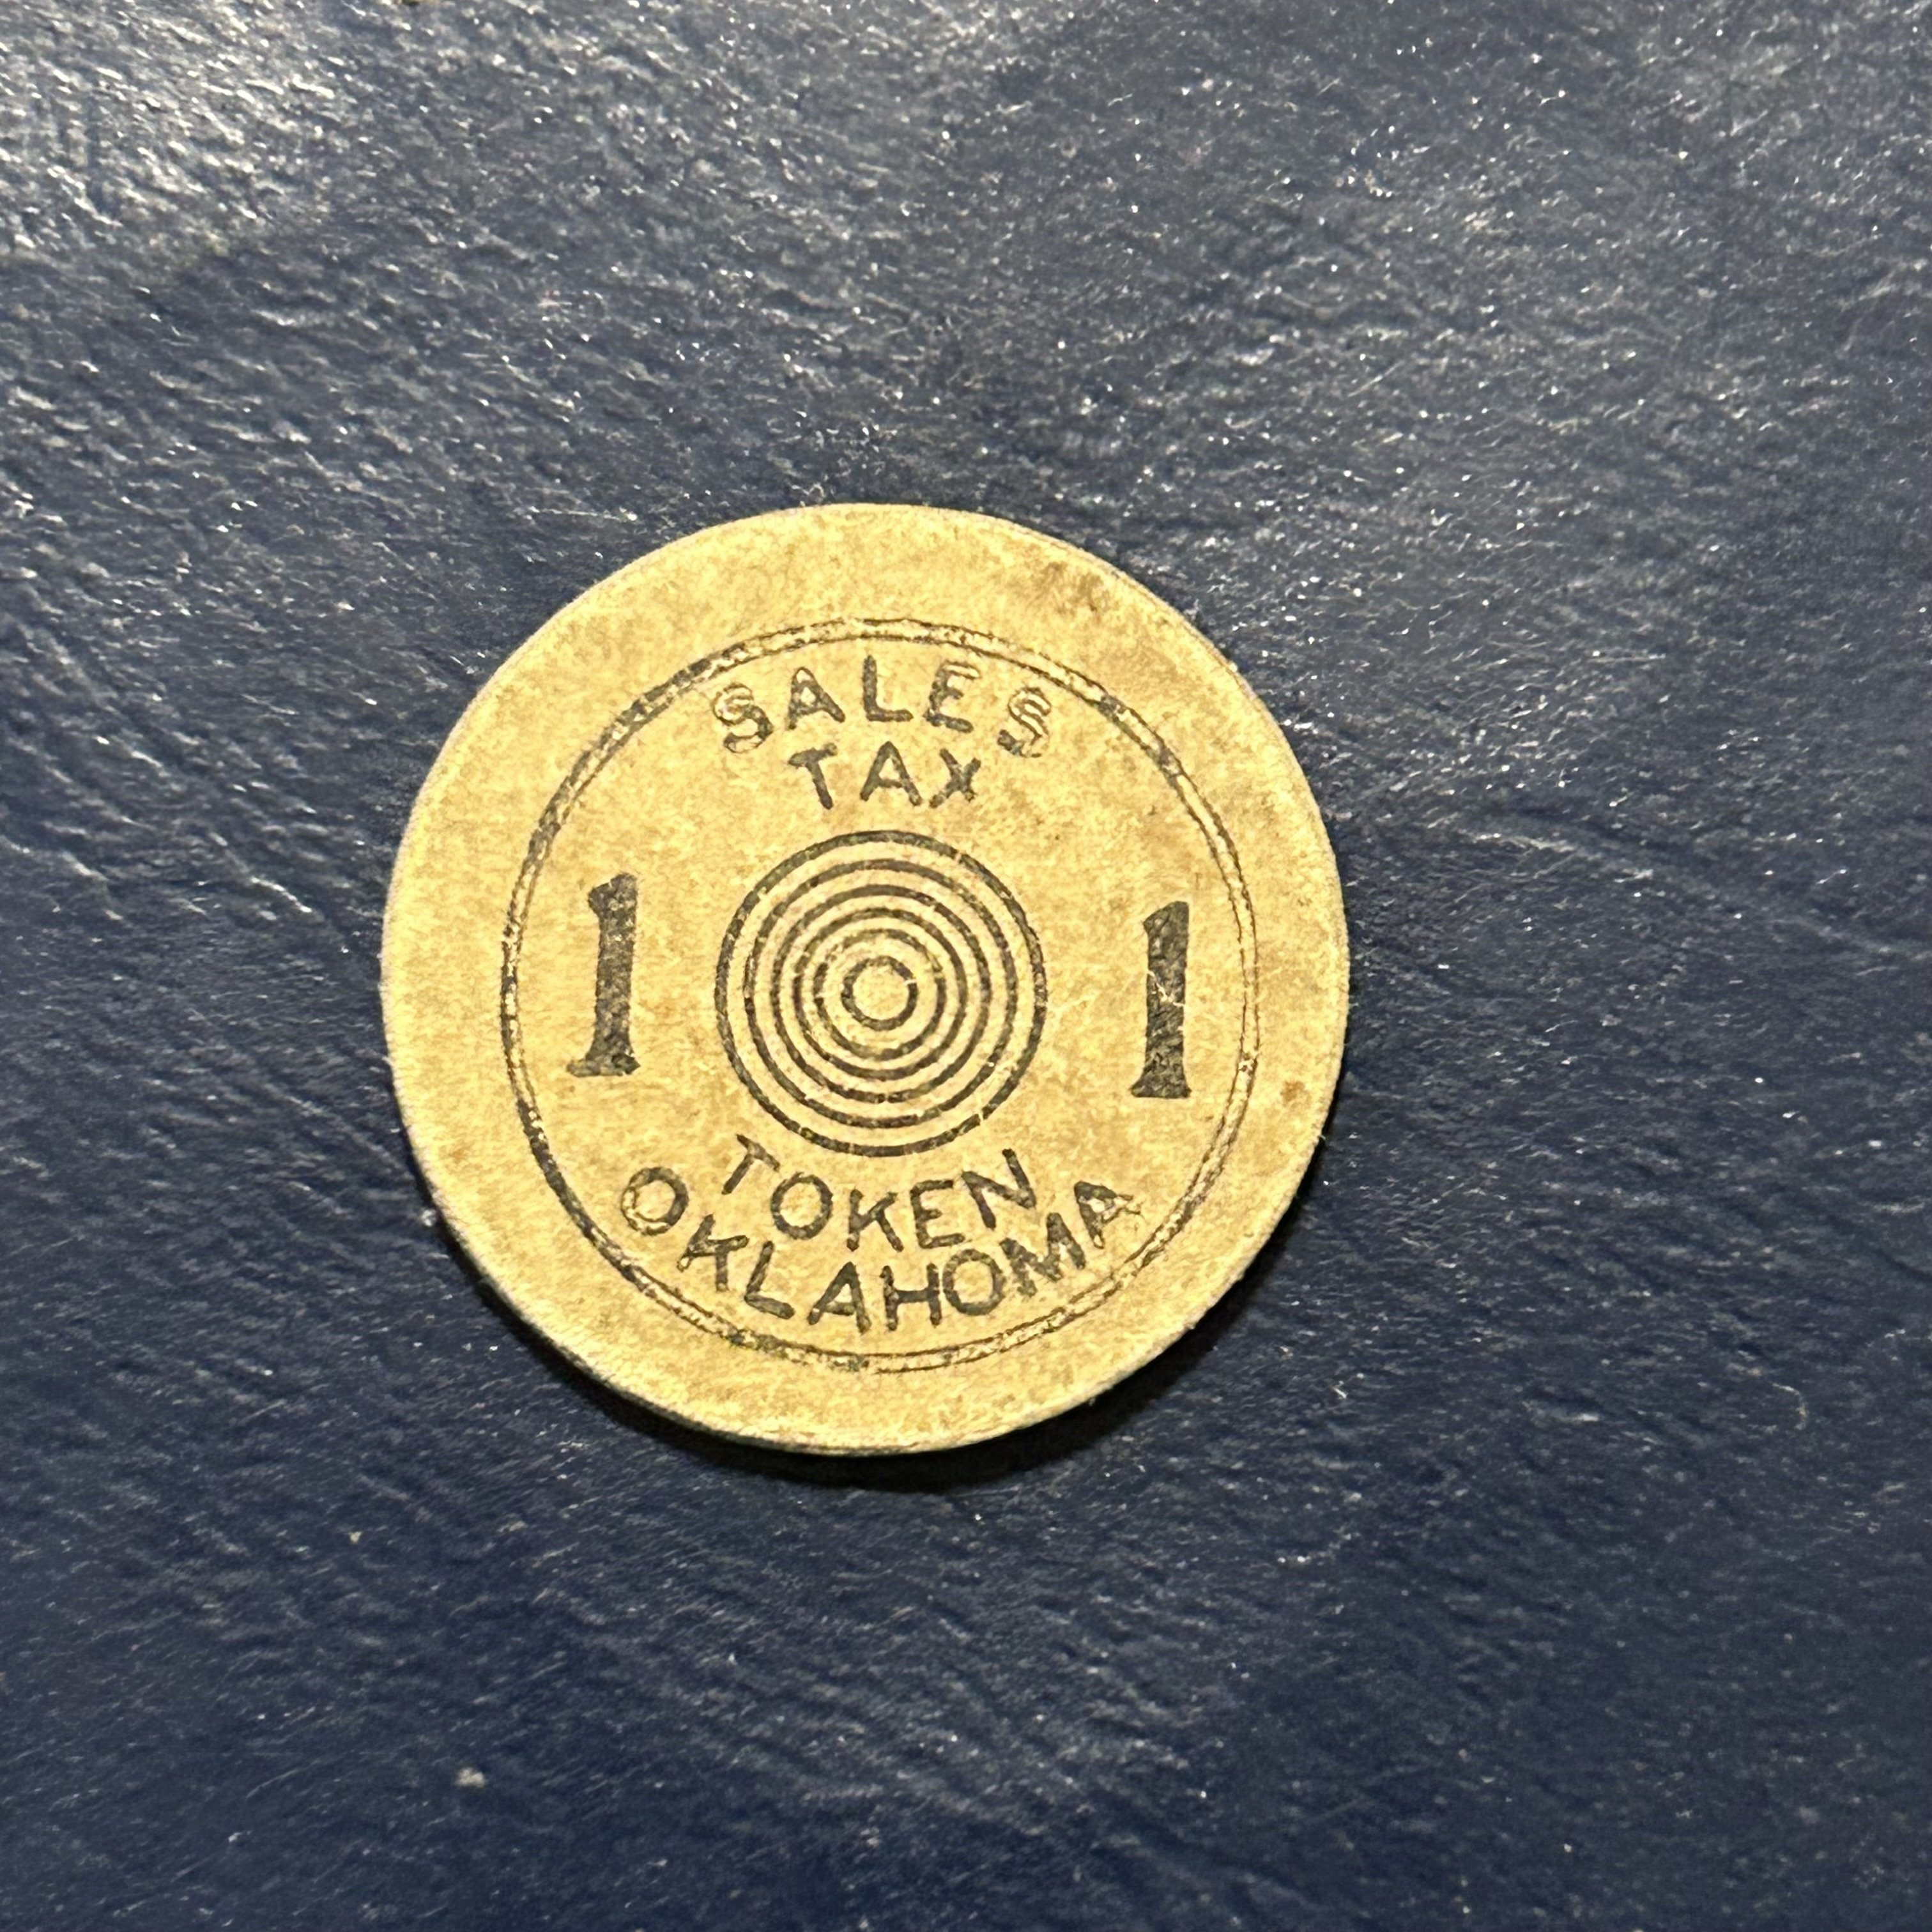 SALES
TAX
1 1
TOKEN
OKLAHOMA